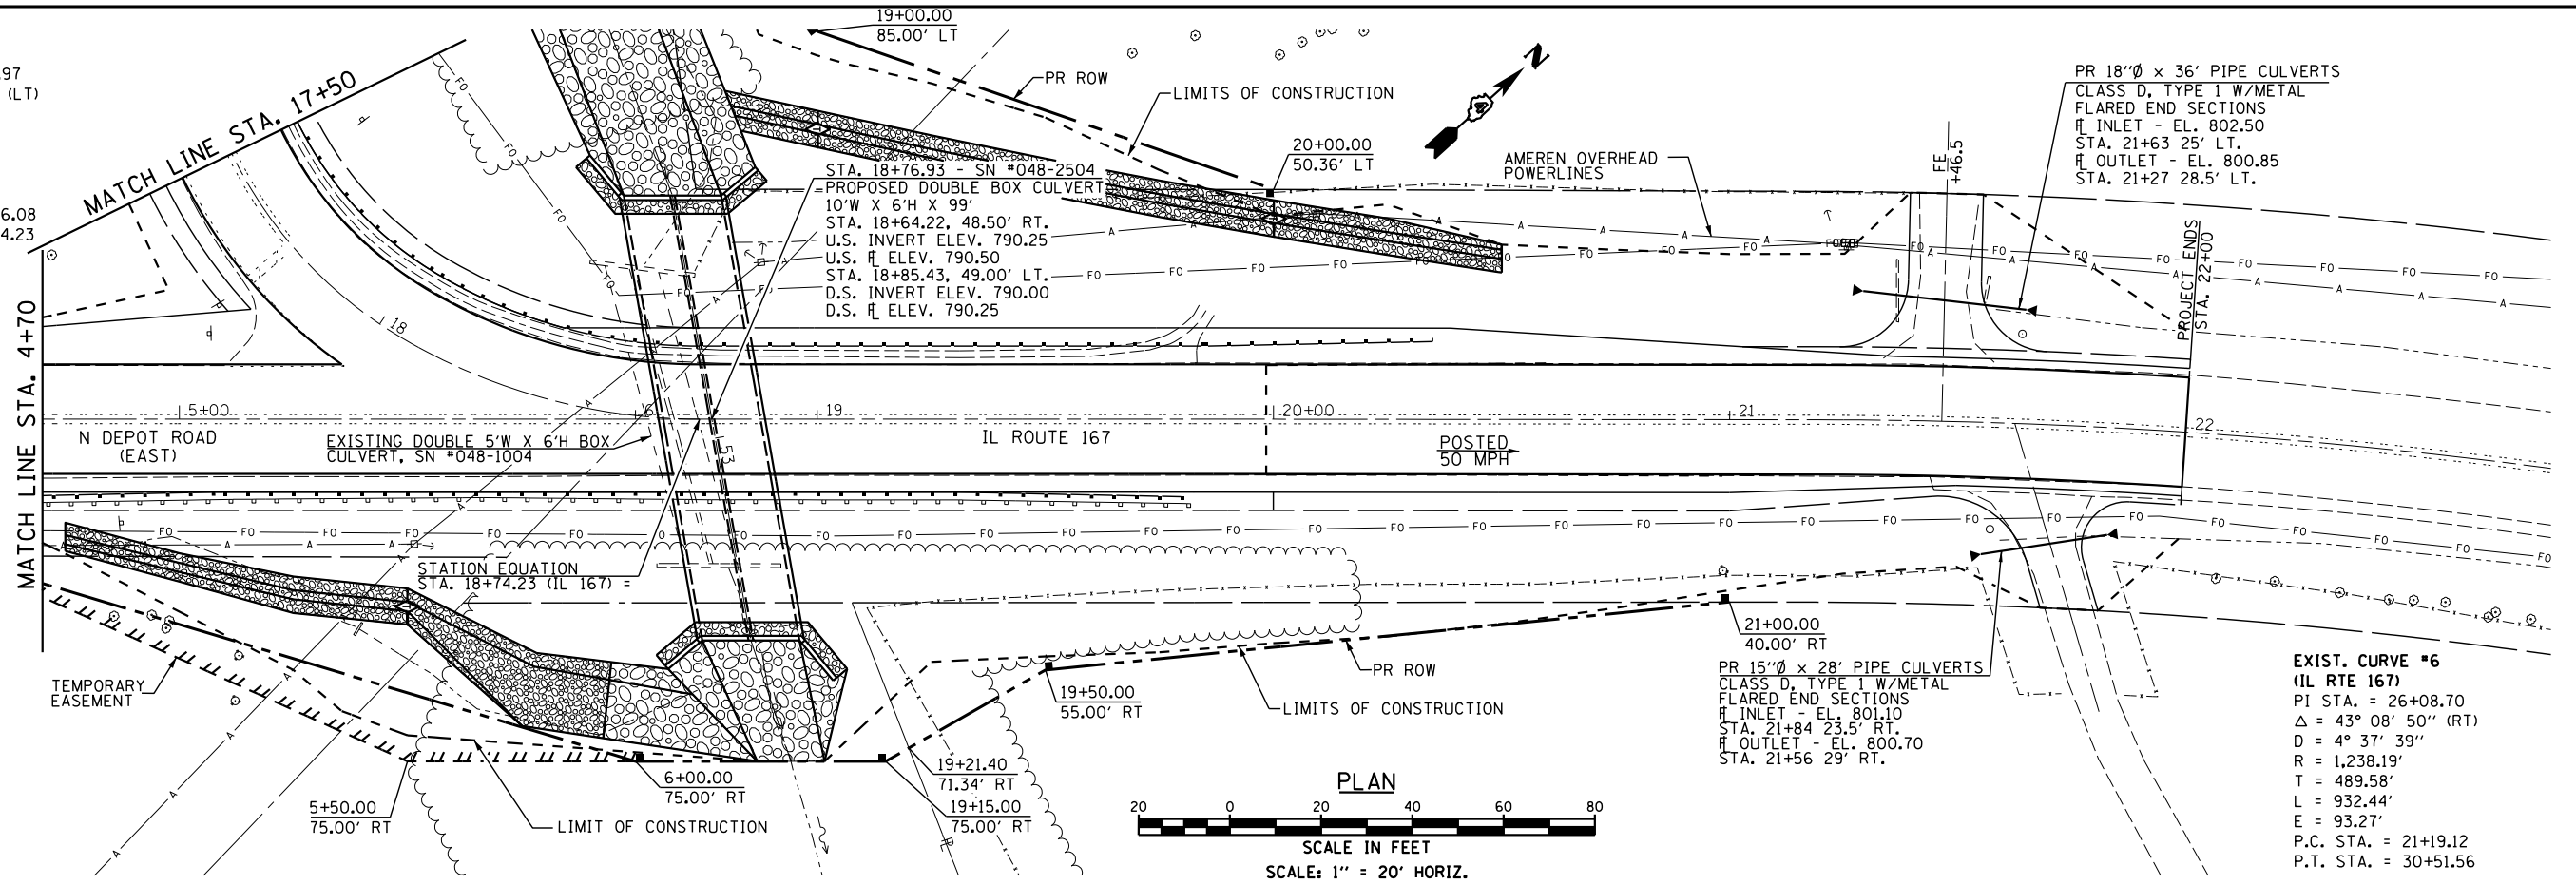 19+00.00
85.00' LT
.97
(LT)
MATCH LINE STA. 17+50
PR ROW
LIMITS OF CONSTRUCTION
N
PR 18"Ø x 36' PIPE CULVERTS
CLASS D, TYPE 1 W/METAL
FLARED END SECTIONS
FL INLET - EL. 802.50
STA. 21+63 25' LT.
FL OUTLET - EL. 800.85
STA. 21+27 28.5' LT.
20+00.00
50.36' LT
AMEREN OVERHEAD
POWERLINES
FE
+46.5
STA. 18+76.93 - SN #048-2504
PROPOSED DOUBLE BOX CULVERT
10'W X 6'H X 99'
STA. 18+64.22, 48.50' RT.
U.S. INVERT ELEV. 790.25
U.S. FL ELEV. 790.50
STA. 18+85.43, 49.00' LT.
D.S. INVERT ELEV. 790.00
D.S. FL ELEV. 790.25
6.08
4.23
PROJECT ENDS
STA. 22+00
MATCH LINE STA. 4+70
18
5+00
6
19
20+00
21
22
N DEPOT ROAD
(EAST)
EXISTING DOUBLE 5'W X 6'H BOX
CULVERT, SN #048-1004
53
IL ROUTE 167
POSTED
50 MPH
STATION EQUATION
STA. 18+74.23 (IL 167) =
TEMPORARY
EASEMENT
5+50.00
75.00' RT
6+00.00
75.00' RT
LIMIT OF CONSTRUCTION
19+21.40
71.34' RT
19+15.00
75.00' RT
19+50.00
55.00' RT
PR ROW
LIMITS OF CONSTRUCTION
21+00.00
40.00' RT
PR 15"Ø x 28' PIPE CULVERTS
CLASS D, TYPE 1 W/METAL
FLARED END SECTIONS
FL INLET - EL. 801.10
STA. 21+84 23.5' RT.
FL OUTLET - EL. 800.70
STA. 21+56 29' RT.
PLAN
20 0 20 40 60 80
SCALE IN FEET
SCALE: 1" = 20' HORIZ.
EXIST. CURVE #6
(IL RTE 167)
PI STA. = 26+08.70
△ = 43° 08' 50" (RT)
D = 4° 37' 39"
R = 1,238.19'
T = 489.58'
L = 932.44'
E = 93.27'
P.C. STA. = 21+19.12
P.T. STA. = 30+51.56